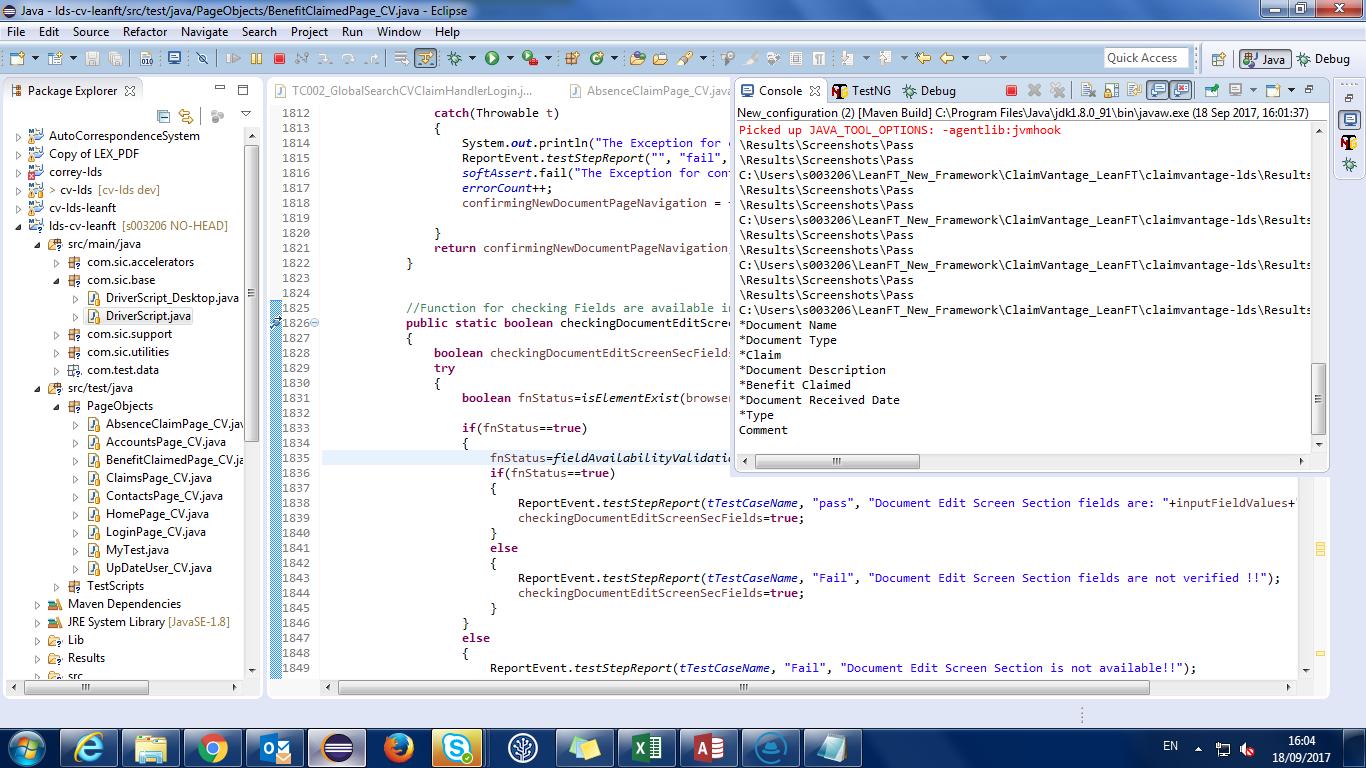 Java - lds-cv-leanft/src/test/java/PageObjects/BenefitClaimedPage_CV.java - Eclipse
File Edit Source Refactor Navigate Search Project Run Window Help
Quick Access Java Debug
Package Explorer
AutoCorrespondenceSystem
Copy of LEX_PDF
correy-lds
> cv-lds [cv-lds dev]
cv-lds-leanft
lds-cv-leanft [s003206 NO-HEAD]
src/main/java
com.sic.accelerators
com.sic.base
DriverScript_Desktop.java
DriverScript.java
com.sic.support
com.sic.utilities
com.test.data
src/test/java
PageObjects
AbsenceClaimPage_CV.jav
AccountsPage_CV.java
BenefitClaimedPage_CV.ja
ClaimsPage_CV.java
ContactsPage_CV.java
HomePage_CV.java
LoginPage_CV.java
MyTest.java
UpDateUser_CV.java
TestScripts
Maven Dependencies
JRE System Library [JavaSE-1.8]
Lib
Results
src
TC002_GlobalSearchCVClaimHandlerLogin.j... AbsenceClaimPage_CV.java
1812 catch(Throwable t)
1813 {
1814 System.out.println("The Exception for c
1815 ReportEvent.testStepReport("", "fail",
1816 softAssert.fail("The Exception for conf
1817 errorCount++;
1818 confirmingNewDocumentPageNavigation =
1819
1820 }
1821 return confirmingNewDocumentPageNavigation
1822 }
1823
1824
1825 //Function for checking Fields are available in
1826 public static boolean checkingDocumentEditScree
1827 {
1828 boolean checkingDocumentEditScreenSecFields
1829 try
1830 {
1831 boolean fnStatus=isElementExist(browser
1832
1833 if(fnStatus==true)
1834 {
1835 fnStatus=fieldAvailabilityValidatio
1836 if(fnStatus==true)
1837 {
1838 ReportEvent.testStepReport(tTestCaseName, "pass", "Document Edit Screen Section fields are: "+inputFieldValues+"
1839 checkingDocumentEditScreenSecFields=true;
1840 }
1841 else
1842 {
1843 ReportEvent.testStepReport(tTestCaseName, "Fail", "Document Edit Screen Section fields are not verified !!");
1844 checkingDocumentEditScreenSecFields=true;
1845 }
1846 }
1847 else
1848 {
1849 ReportEvent.testStepReport(tTestCaseName, "Fail", "Document Edit Screen Section is not available!!");
Console TestNG Debug
New_configuration (2) [Maven Build] C:\Program Files\Java\jdk1.8.0_91\bin\javaw.exe (18 Sep 2017, 16:01:37)
Picked up JAVA_TOOL_OPTIONS: -agentlib:jvmhook
\Results\Screenshots\Pass
\Results\Screenshots\Pass
C:\Users\s003206\LeanFT_New_Framework\ClaimVantage_LeanFT\claimvantage-lds\Results
\Results\Screenshots\Pass
\Results\Screenshots\Pass
C:\Users\s003206\LeanFT_New_Framework\ClaimVantage_LeanFT\claimvantage-lds\Results
\Results\Screenshots\Pass
\Results\Screenshots\Pass
C:\Users\s003206\LeanFT_New_Framework\ClaimVantage_LeanFT\claimvantage-lds\Results
\Results\Screenshots\Pass
\Results\Screenshots\Pass
C:\Users\s003206\LeanFT_New_Framework\ClaimVantage_LeanFT\claimvantage-lds\Results
*Document Name
*Document Type
*Claim
*Document Description
*Benefit Claimed
*Document Received Date
*Type
Comment
EN
16:04
18/09/2017